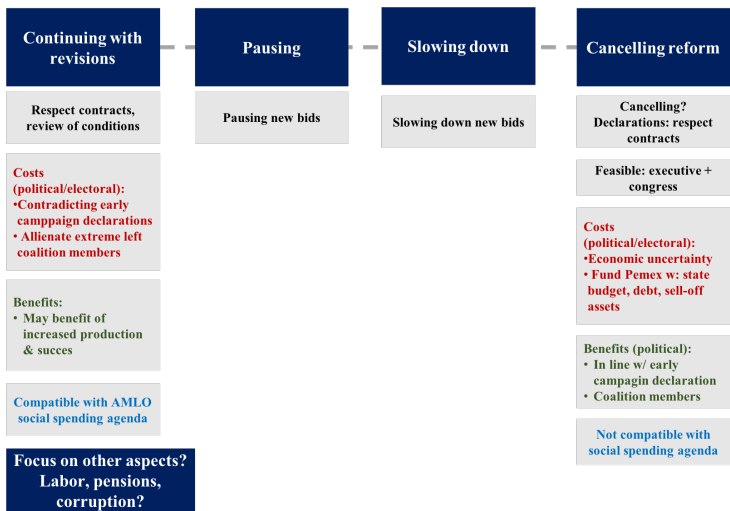 Continuing with
revisions
Respect contracts,
review of conditions
Costs
(political/electoral):
•Contradicting early
camppaign declarations
• Allienate extreme left
coalition members
Benefits:
• May benefit of
increased production
& succes
Compatible with AMLO
social spending agenda
Focus on other aspects?
Labor, pensions,
corruption?
Pausing
Pausing new bids
Slowing down
Slowing down new bids
Cancelling reform
Cancelling?
Declarations: respect
contracts
Feasible: executive +
congress
Costs
(political/electoral):
•Economic uncertainty
• Fund Pemex w: state
budget, debt, sell-off
assets
Benefits (political):
• In line w/ early
campagin declaration
• Coalition members
Not compatible with
social spending agenda